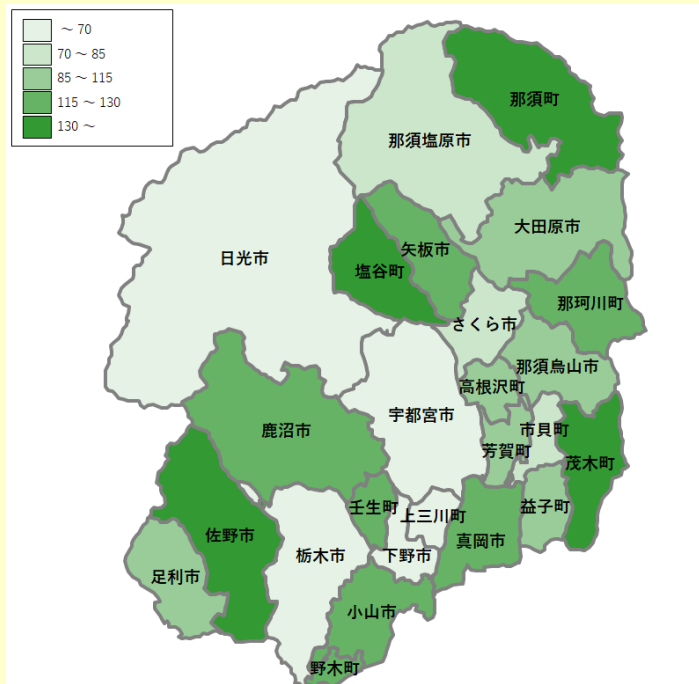 ～ 70
70 ～ 85
85 ～ 115
115 ～ 130
130 ～
那須町
那須塩原市
大田原市
矢板市
日光市
塩谷町
那珂川町
さくら市
那須烏山市
高根沢町
宇都宮市
市貝町
鹿沼市
芳賀町
茂木町
壬生町
益子町
上三川町
佐野市
真岡市
栃木市
下野市
足利市
小山市
野木町